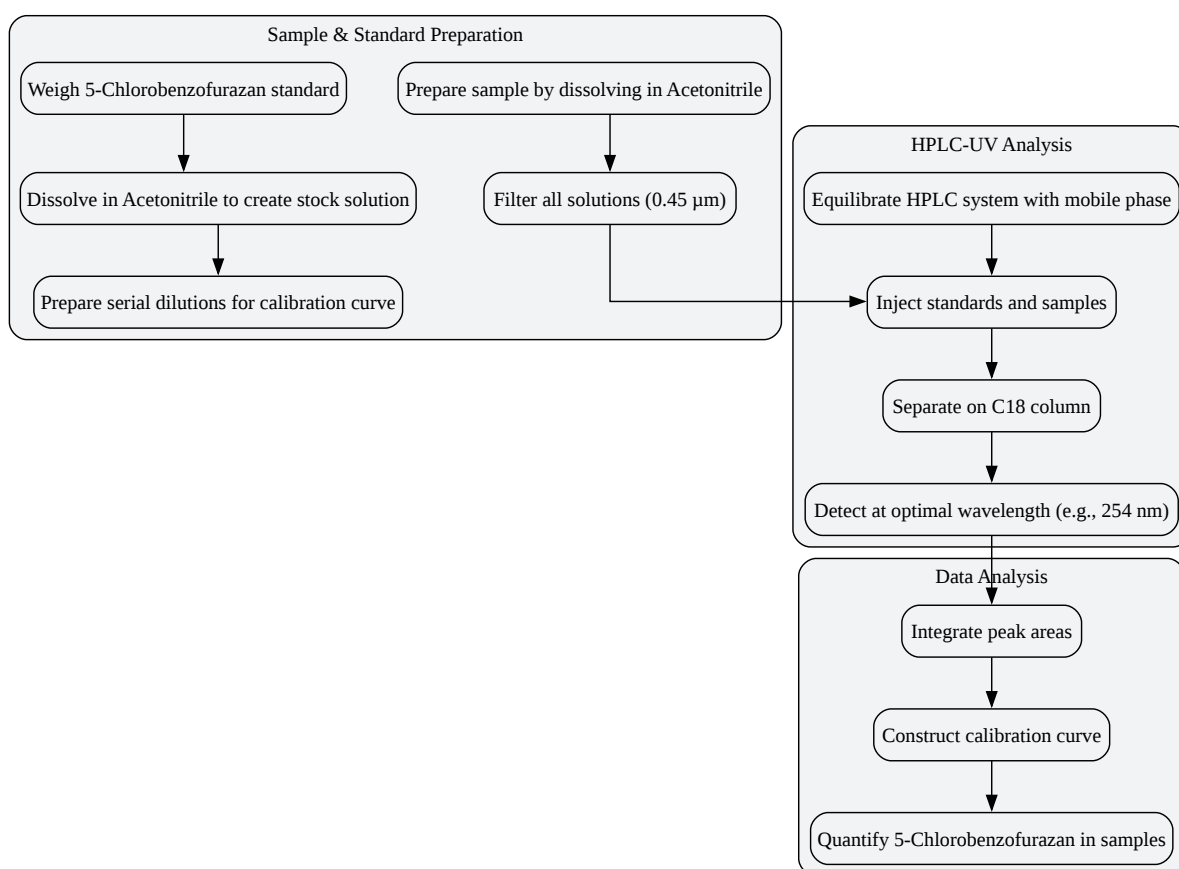 Sample & Standard Preparation
Weigh 5-Chlorobenzofurazan standard
Dissolve in Acetonitrile to create stock solution
Prepare serial dilutions for calibration curve
Prepare sample by dissolving in Acetonitrile
Filter all solutions (0.45 µm)
HPLC-UV Analysis
Equilibrate HPLC system with mobile phase
Inject standards and samples
Separate on C18 column
Detect at optimal wavelength (e.g., 254 nm)
Data Analysis
Integrate peak areas
Construct calibration curve
Quantify 5-Chlorobenzofurazan in samples